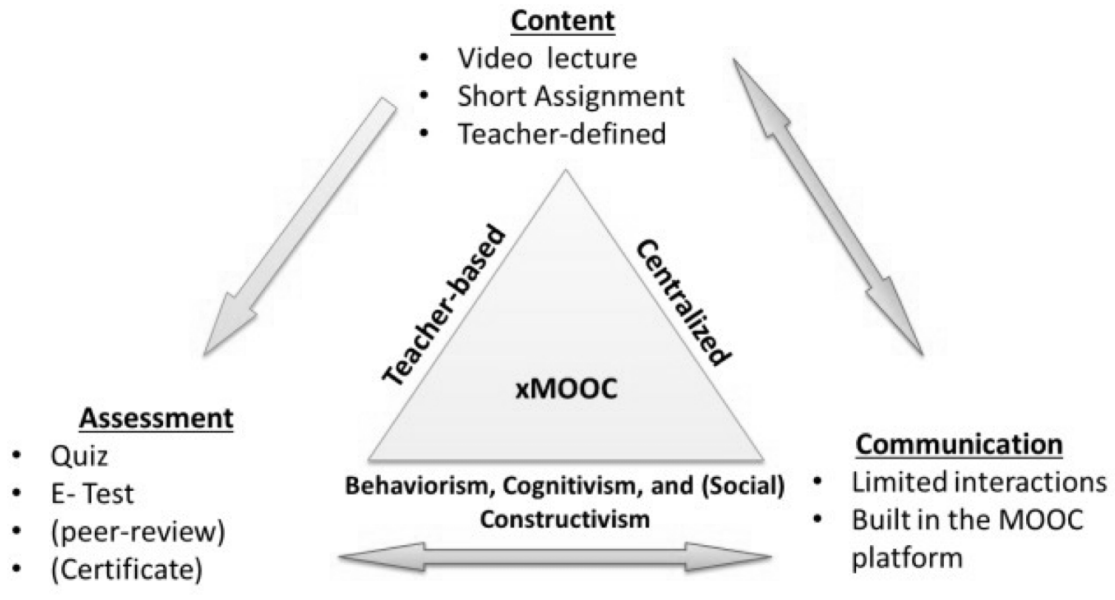 Content
• Video lecture
• Short Assignment
• Teacher-defined
Teacher-based
Centralized
xMOOC
Assessment
• Quiz
• E- Test
• (peer-review)
• (Certificate)
Behaviorism, Cognitivism, and (Social)
Constructivism
Communication
• Limited interactions
• Built in the MOOC
platform